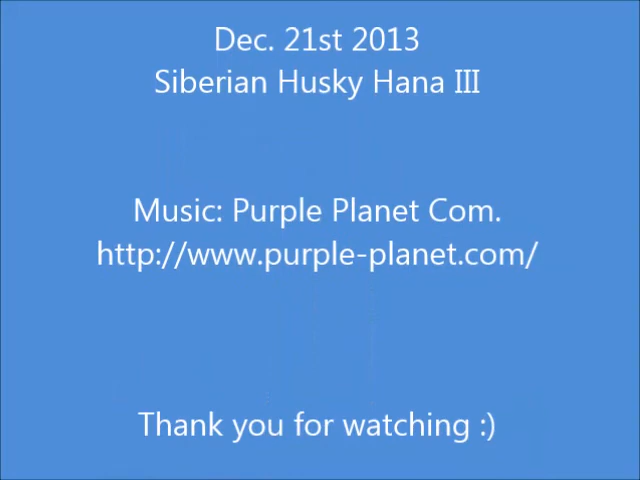 Dec. 21st 2013
Siberian Husky Hana III
Music: Purple Planet Com.
http://www.purple-planet.com/
Thank you for watching :)